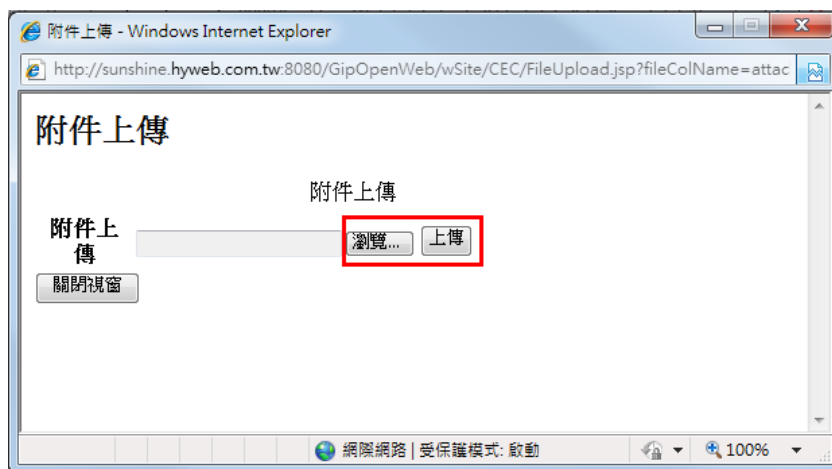 附件上傳 - Windows Internet Explorer
http://sunshine.hyweb.com.tw:8080/GipOpenWeb/wSite/CEC/FileUpload.jsp?fileColName=attac
附件上傳
附件上傳
附件上
傳
瀏覽... 上傳
關閉視窗
網際網路 | 受保護模式: 啟動 100%